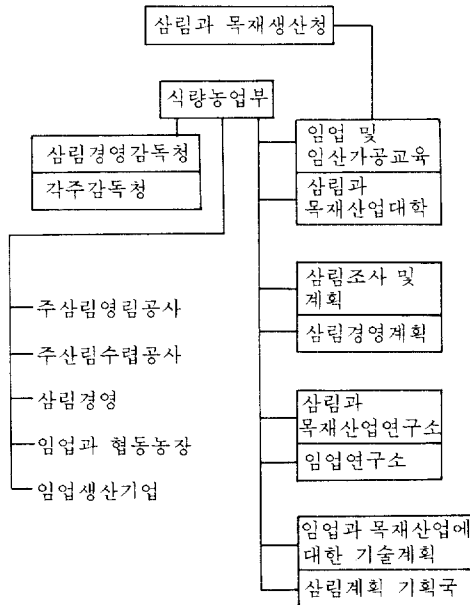 삼림과 목재생산청
식량농업부
삼림경영감독청
각주감독청
임업 및
임산가공교육
삼림과
목재산업대학
주삼림영림공사
주산림수렵공사
삼림경영
임업과 협동농장
임업생산기업
삼림조사 및
계획
삼림경영계획
삼림과
목재산업연구소
임업연구소
임업과 목재산업에
대한 기술계획
삼림계획 기획국